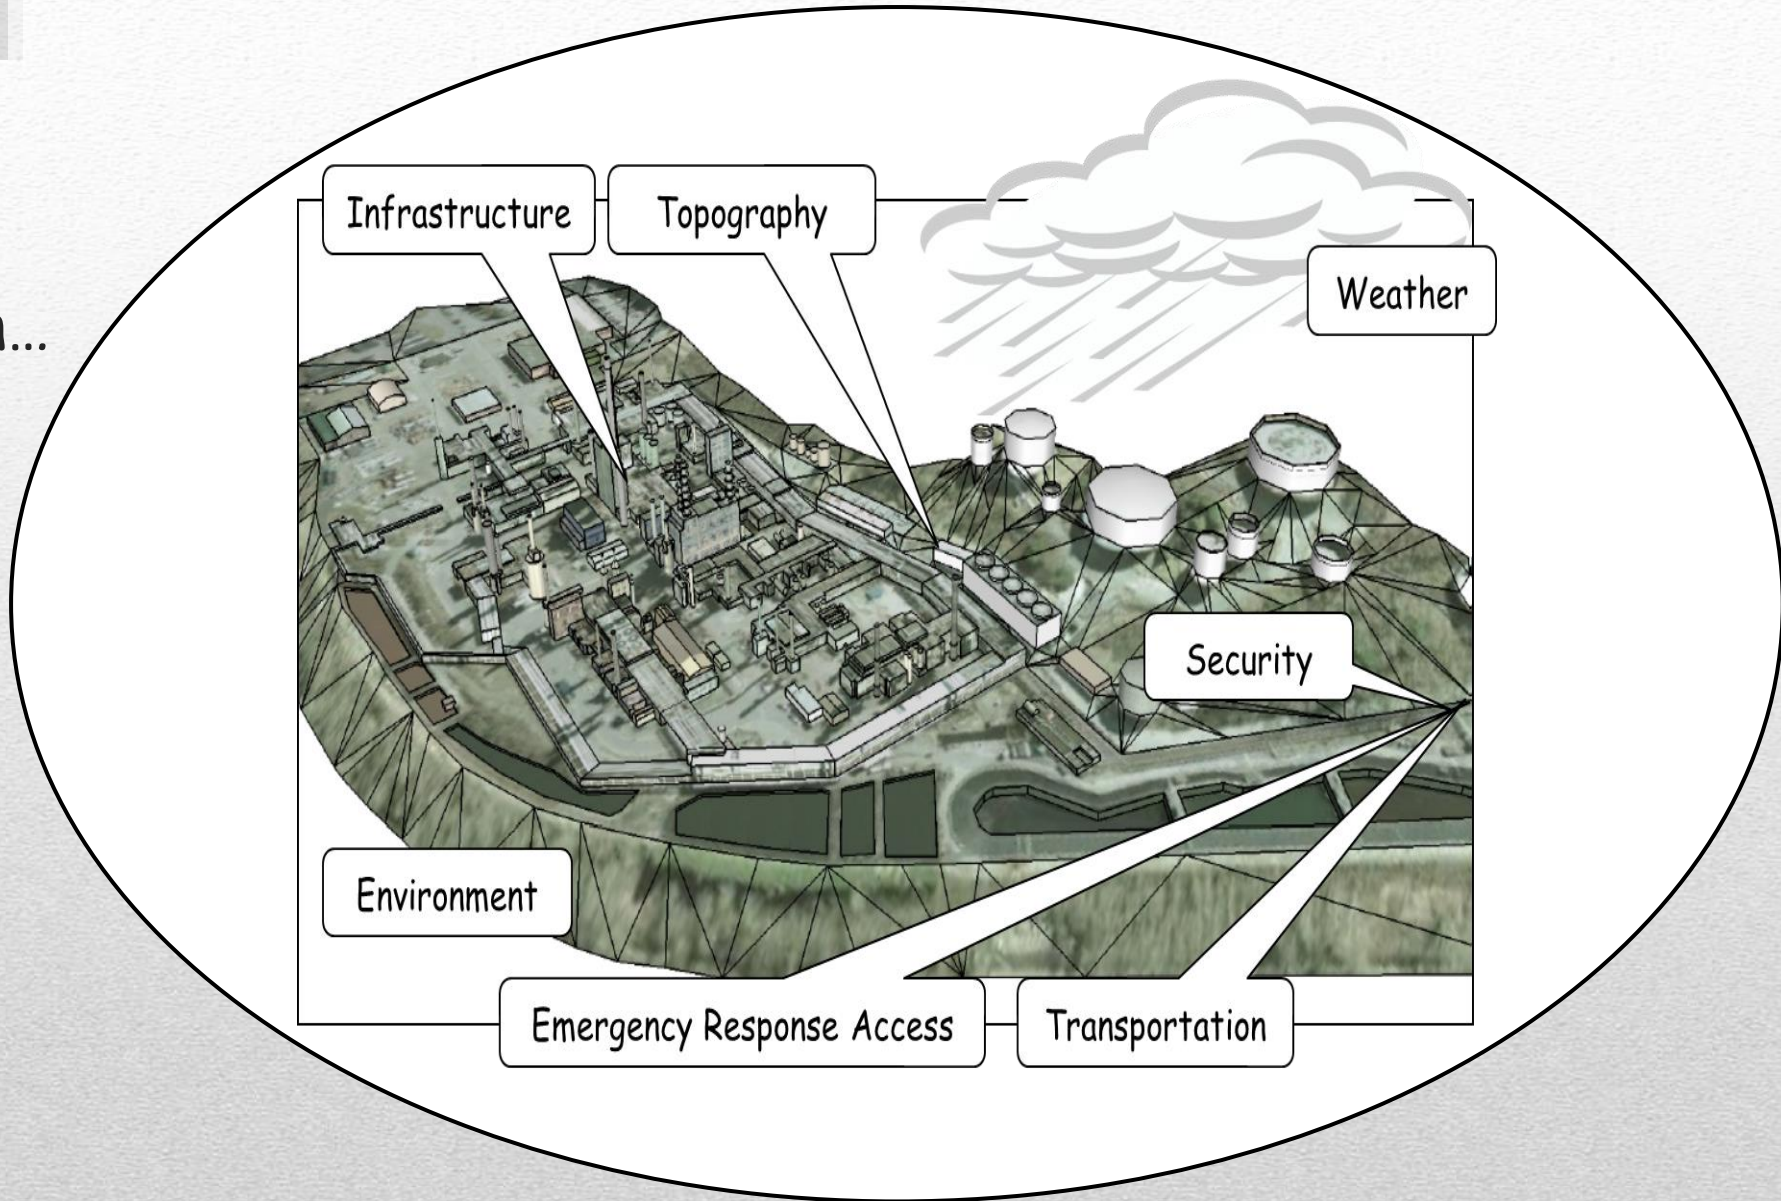 Infrastructure
Topography
Weather
Security
Environment
Emergency Response Access
Transportation